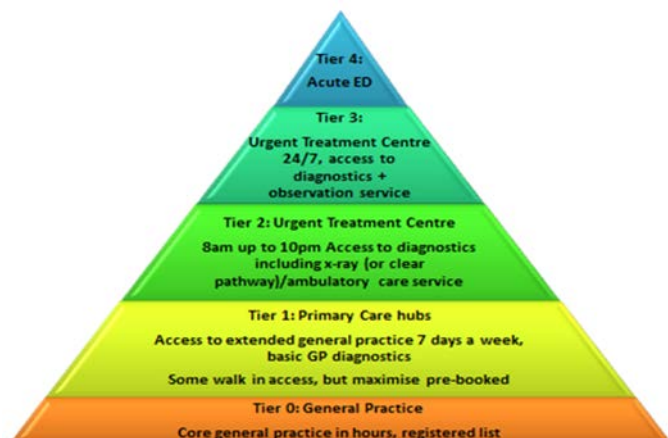 Tier 4:
Acute ED
Tier 3:
Urgent Treatment Centre
24/7, access to
diagnostics +
observation service
Tier 2: Urgent Treatment Centre
8am up to 10pm Access to diagnostics
including x-ray (or clear
pathway)/ambulatory care service
Tier 1: Primary Care hubs
Access to extended general practice 7 days a week,
basic GP diagnostics
Some walk in access, but maximise pre-booked
Tier 0: General Practice
Core general practice in hours, registered list